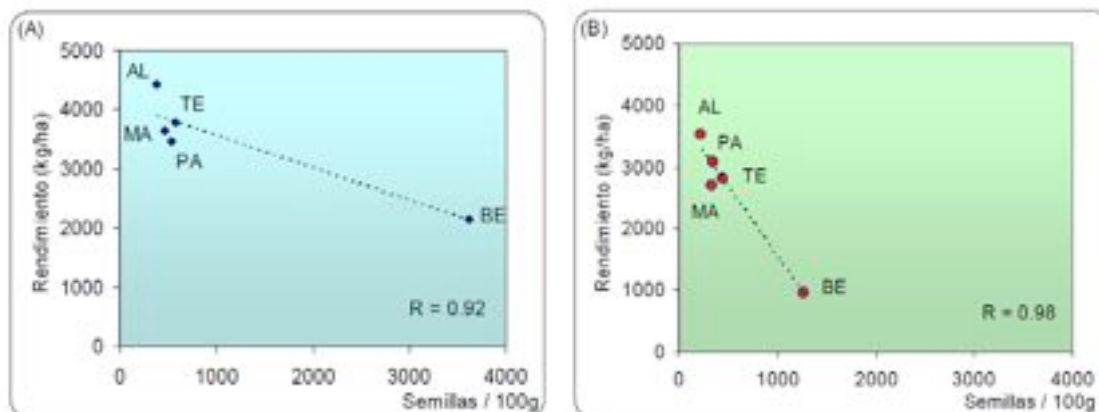 (A)
Rendimiento (kg/ha)
5000
4000
3000
2000
1000
0
AL
TE
MA
PA
BE
R = 0.92
0 1000 2000 3000 4000
Semillas / 100g
(B)
Rendimiento (kg/ha)
5000
4000
3000
2000
1000
0
AL
PA
TE
MA
BE
R = 0.98
0 1000 2000 3000 4000
Semillas / 100g